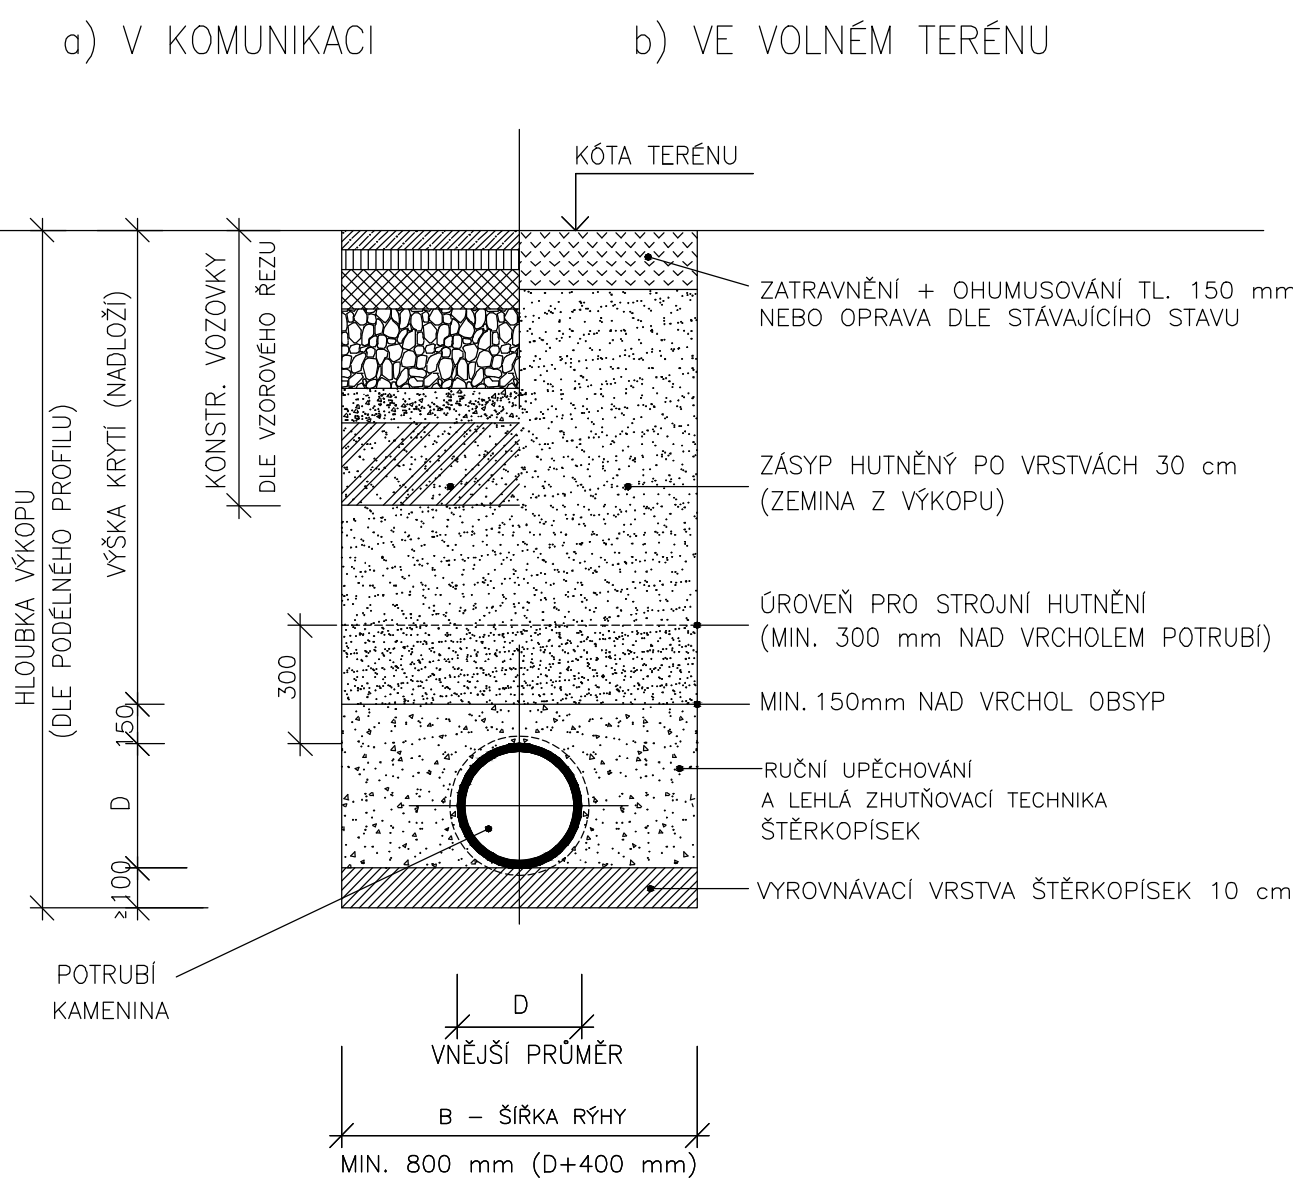 a) V KOMUNIKACI
b) VE VOLNÉM TERÉNU
KÓTA TERÉNU
HLOUBKA VÝKOPU
(DLE PODÉLNÉHO PROFILU)
VÝŠKA KRYTÍ (NADLOŽÍ)
KONSTR. VOZOVKY
DLE VZOROVÉHO ŘEZU
ZATRAVNĚNÍ + OHUMUSOVÁNÍ TL. 150 mm
NEBO OPRAVA DLE STÁVAJÍCÍHO STAVU
ZÁSYP HUTNĚNÝ PO VRSTVÁCH 30 cm
(ZEMINA Z VÝKOPU)
ÚROVEŇ PRO STROJNÍ HUTNĚNÍ
(MIN. 300 mm NAD VRCHOLEM POTRUBÍ)
300
MIN. 150mm NAD VRCHOL OBSYP
150
RUČNÍ UPĚCHOVÁNÍ
A LEHLÁ ZHUTŇOVACÍ TECHNIKA
ŠTĚRKOPÍSEK
D
≥100
VYROVNÁVACÍ VRSTVA ŠTĚRKOPÍSEK 10 cm
POTRUBÍ
KAMENINA
D
VNĚJŠÍ PRŮMĚR
B – ŠÍŘKA RÝHY
MIN. 800 mm (D+400 mm)